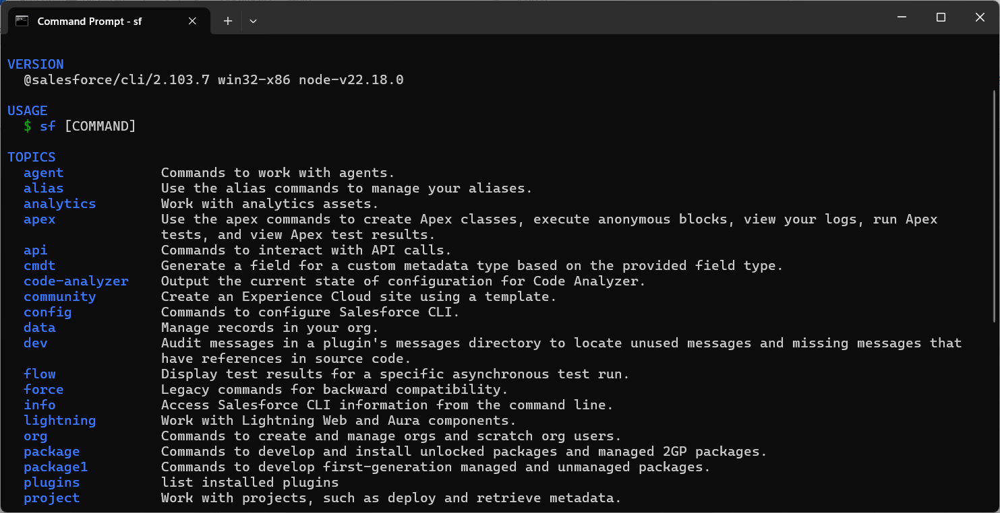 Command Prompt - sf
VERSION
@salesforce/cli/2.103.7 win32-x86 node-v22.18.0
USAGE
$ sf [COMMAND]
TOPICS
agent Commands to work with agents.
alias Use the alias commands to manage your aliases.
analytics Work with analytics assets.
apex Use the apex commands to create Apex classes, execute anonymous blocks, view your logs, run Apex
tests, and view Apex test results.
api Commands to interact with API calls.
cmdt Generate a field for a custom metadata type based on the provided field type.
code-analyzer Output the current state of configuration for Code Analyzer.
community Create an Experience Cloud site using a template.
config Commands to configure Salesforce CLI.
data Manage records in your org.
dev Audit messages in a plugin's messages directory to locate unused messages and missing messages that
have references in source code.
flow Display test results for a specific asynchronous test run.
force Legacy commands for backward compatibility.
info Access Salesforce CLI information from the command line.
lightning Work with Lightning Web and Aura components.
org Commands to create and manage orgs and scratch org users.
package Commands to develop and install unlocked packages and managed 2GP packages.
package1 Commands to develop first-generation managed and unmanaged packages.
plugins list installed plugins
project Work with projects, such as deploy and retrieve metadata.